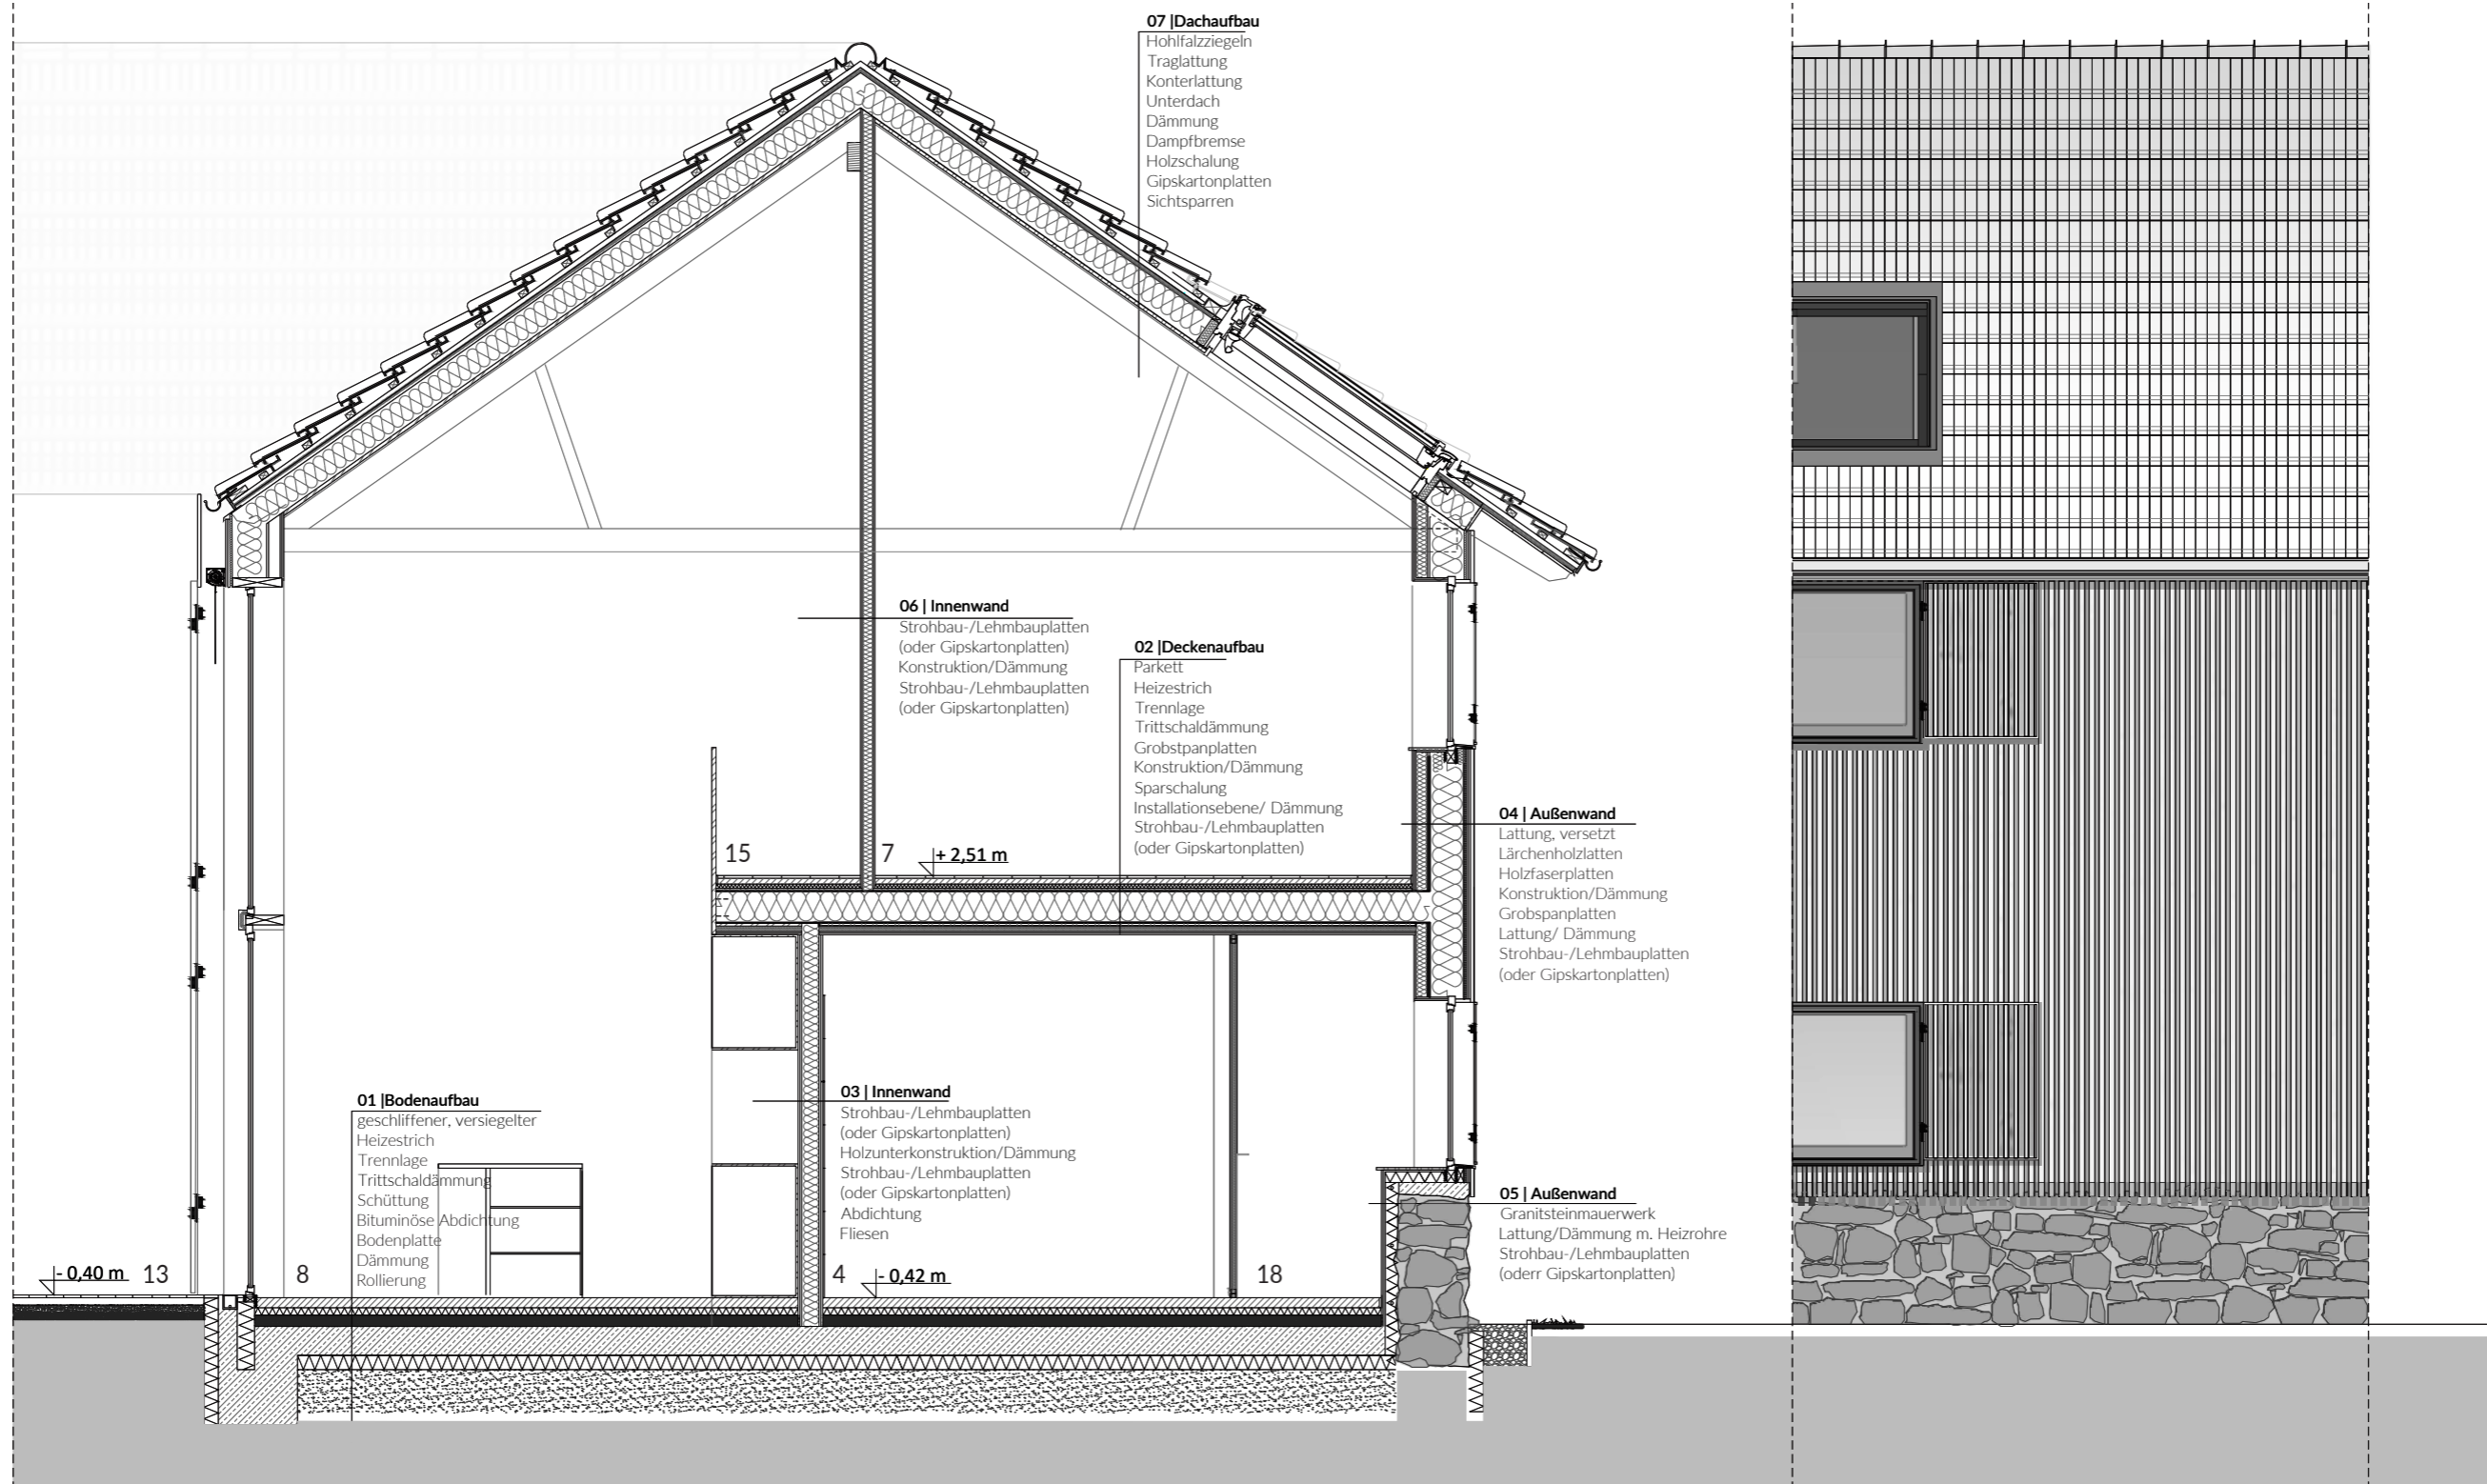 07 |Dachaufbau
Hohlfalzziegeln
Traglattung
Konterlattung
Unterdach
Dämmung
Dampfbremse
Holzschalung
Gipskartonplatten
Sichtsparren
06 | Innenwand
Strohbau-/Lehmbauplatten
(oder Gipskartonplatten)
Konstruktion/Dämmung
Strohbau-/Lehmbauplatten
(oder Gipskartonplatten)
02 |Deckenaufbau
Parkett
Heizestrich
Trennlage
Trittschaldämmung
Grobstpanplatten
Konstruktion/Dämmung
Sparschalung
Installationsebene/ Dämmung
Strohbau-/Lehmbauplatten
(oder Gipskartonplatten)
15
7
+ 2,51 m
04 | Außenwand
Lattung, versetzt
Lärchenholzlatten
Holzfaserplatten
Konstruktion/Dämmung
Grobspanplatten
Lattung/ Dämmung
Strohbau-/Lehmbauplatten
(oder Gipskartonplatten)
01 |Bodenaufbau
geschliffener, versiegelter
Heizestrich
Trennlage
Trittschaldämmung
Schüttung
Bituminöse Abdichtung
Bodenplatte
Dämmung
Rollierung
03 | Innenwand
Strohbau-/Lehmbauplatten
(oder Gipskartonplatten)
Holzunterkonstruktion/Dämmung
Strohbau-/Lehmbauplatten
(oder Gipskartonplatten)
Abdichtung
Fliesen
05 | Außenwand
Granitsteinmauerwerk
Lattung/Dämmung m. Heizrohre
Strohbau-/Lehmbauplatten
(oderr Gipskartonplatten)
- 0,40 m
13
8
4
- 0,42 m
18